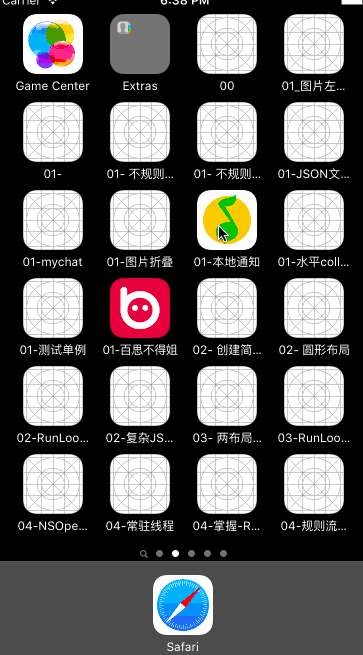 Carrier 6:38 PM
Game Center Extras 00 01_图片左...
01- 01- 不规则... 01- 不规则... 01-JSON文...
01-mychat 01-图片折叠 01-本地通知 01-水平coll...
01-测试单例 01-百思不得姐 02- 创建简... 02- 圆形布局
02-RunLoo... 02-复杂JS... 03- 两布局... 03-RunLoo...
04-NSOpe... 04-常驻线程 04-掌握-R... 04-规则流...
Safari